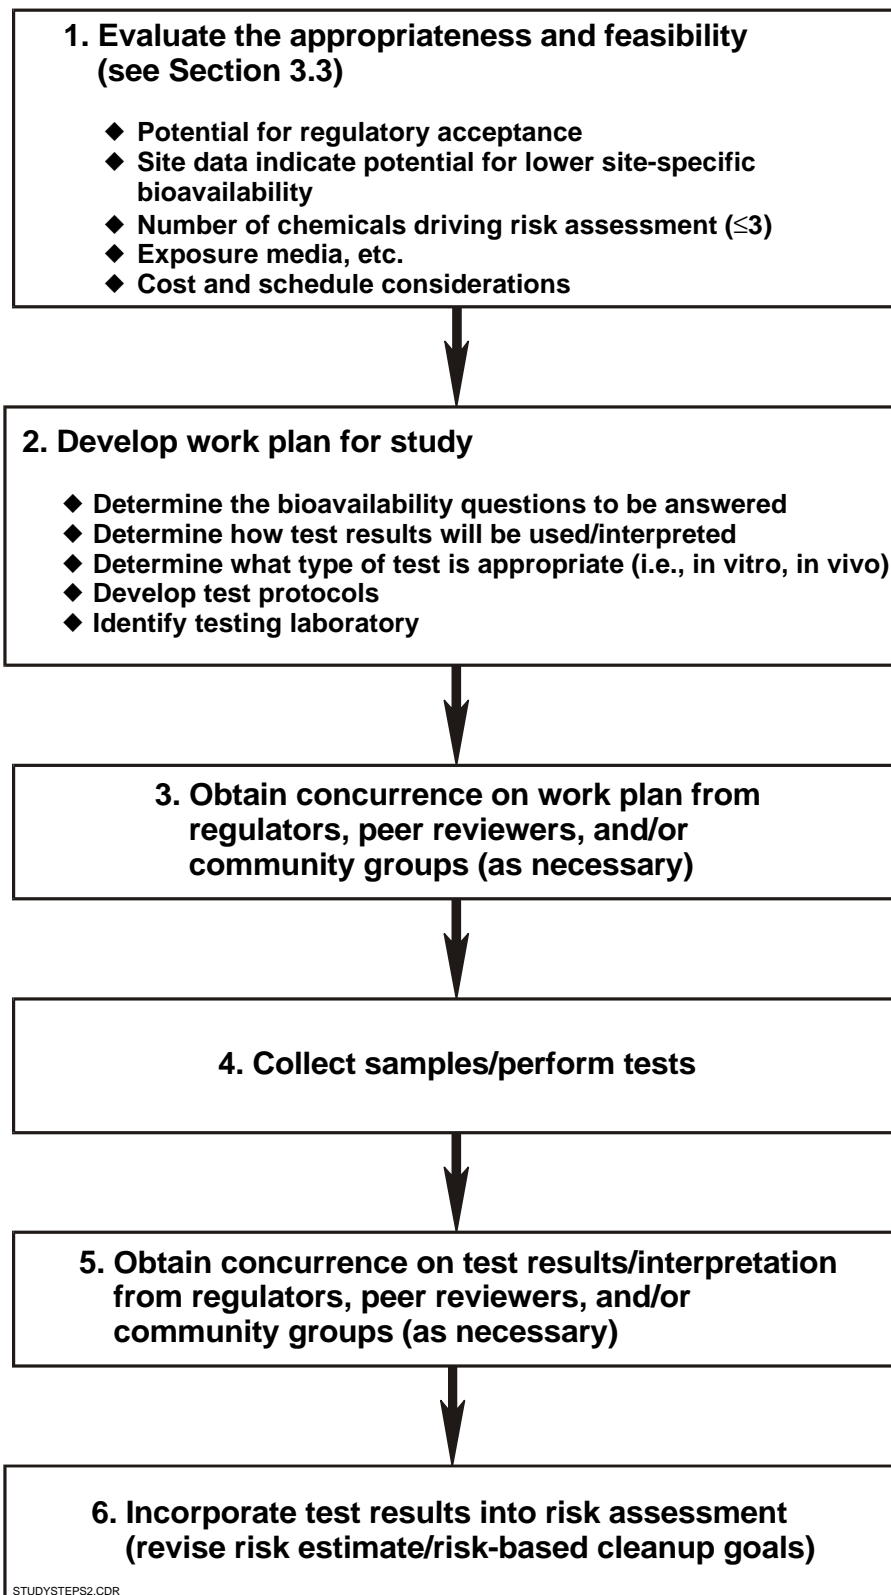 1. Evaluate the appropriateness and feasibility
(see Section 3.3)
◆ Potential for regulatory acceptance
◆ Site data indicate potential for lower site-specific
bioavailability
◆ Number of chemicals driving risk assessment (≤3)
◆ Exposure media, etc.
◆ Cost and schedule considerations
2. Develop work plan for study
◆ Determine the bioavailability questions to be answered
◆ Determine how test results will be used/interpreted
◆ Determine what type of test is appropriate (i.e., in vitro, in vivo)
◆ Develop test protocols
◆ Identify testing laboratory
3. Obtain concurrence on work plan from
regulators, peer reviewers, and/or
community groups (as necessary)
4. Collect samples/perform tests
5. Obtain concurrence on test results/interpretation
from regulators, peer reviewers, and/or
community groups (as necessary)
6. Incorporate test results into risk assessment
(revise risk estimate/risk-based cleanup goals)
STUDYSTEPS2.CDR